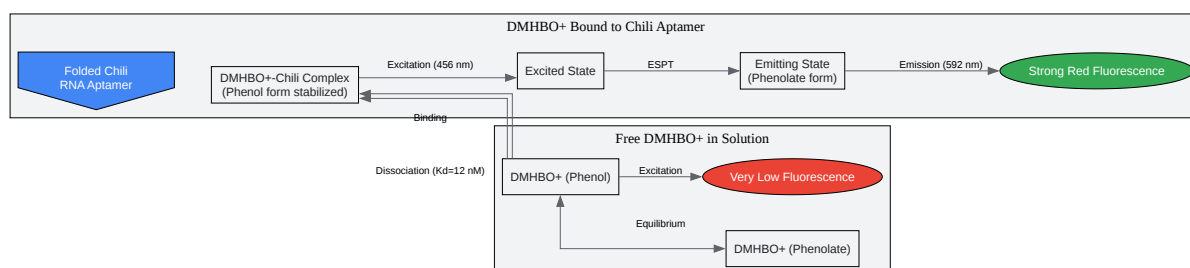 DMHBO+ Bound to Chili Aptamer
Folded Chili
RNA Aptamer
DMHBO+-Chili Complex
(Phenol form stabilized)
Excitation (456 nm)
Excited State
ESPT
Emitting State
(Phenolate form)
Emission (592 nm)
Strong Red Fluorescence
Binding
Free DMHBO+ in Solution
Dissociation (Kd=12 nM)
DMHBO+ (Phenol)
Excitation
Very Low Fluorescence
Equilibrium
DMHBO+ (Phenolate)